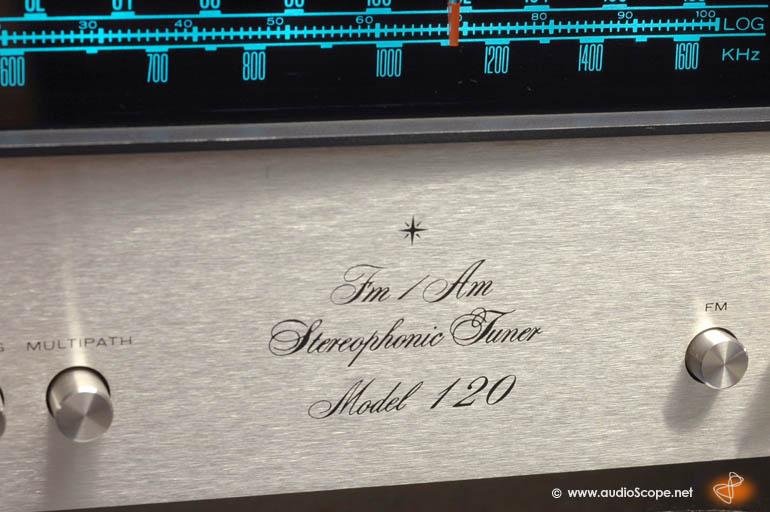 30 40 50 60 80 90 100 LOG
600 700 800 1000 1200 1400 1600 KHz
Fm / Am
Stereophonic Tuner
Model 120
MULTIPATH
FM
© www.audioScope.net